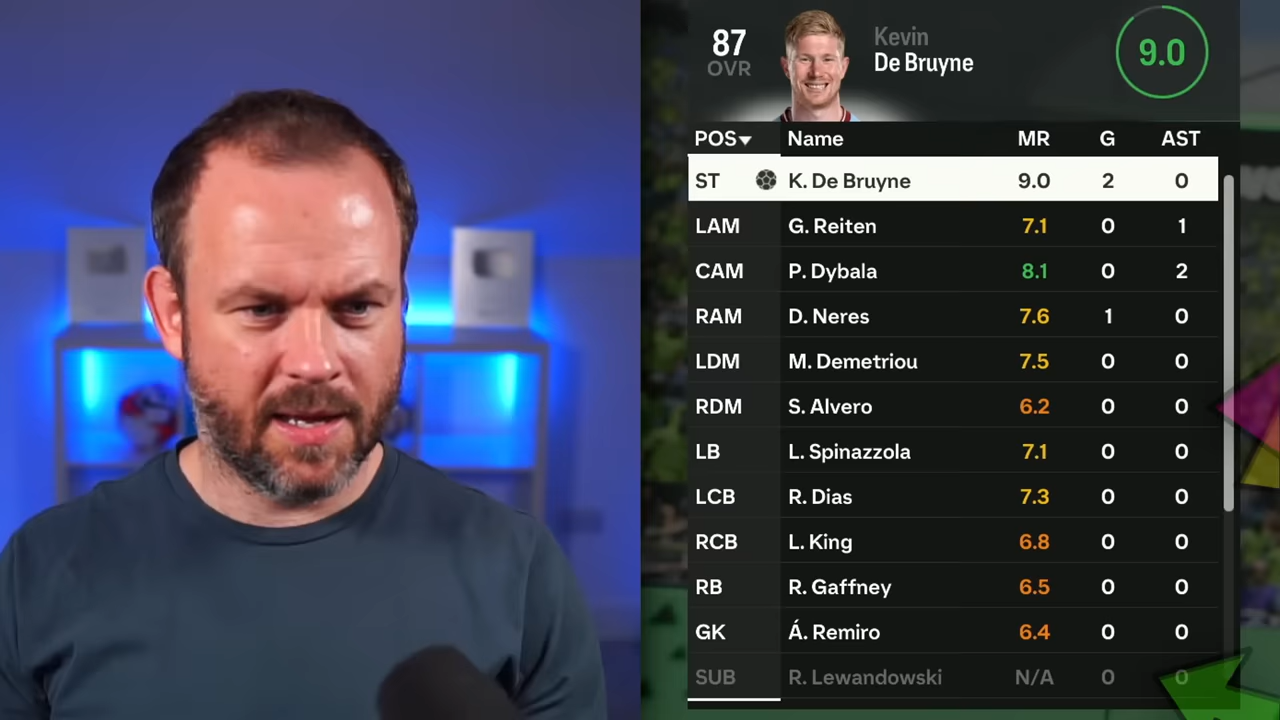 87
OVR
Kevin
De Bruyne
9.0
POS Name MR G AST
ST K. De Bruyne 9.0 2 0
LAM G. Reiten 7.1 0 1
CAM P. Dybala 8.1 0 2
RAM D. Neres 7.6 1 0
LDM M. Demetriou 7.5 0 0
RDM S. Alvero 6.2 0 0
LB L. Spinazzola 7.1 0 0
LCB R. Dias 7.3 0 0
RCB L. King 6.8 0 0
RB R. Gaffney 6.5 0 0
GK Á. Remiro 6.4 0 0
SUB R. Lewandowski N/A 0 0